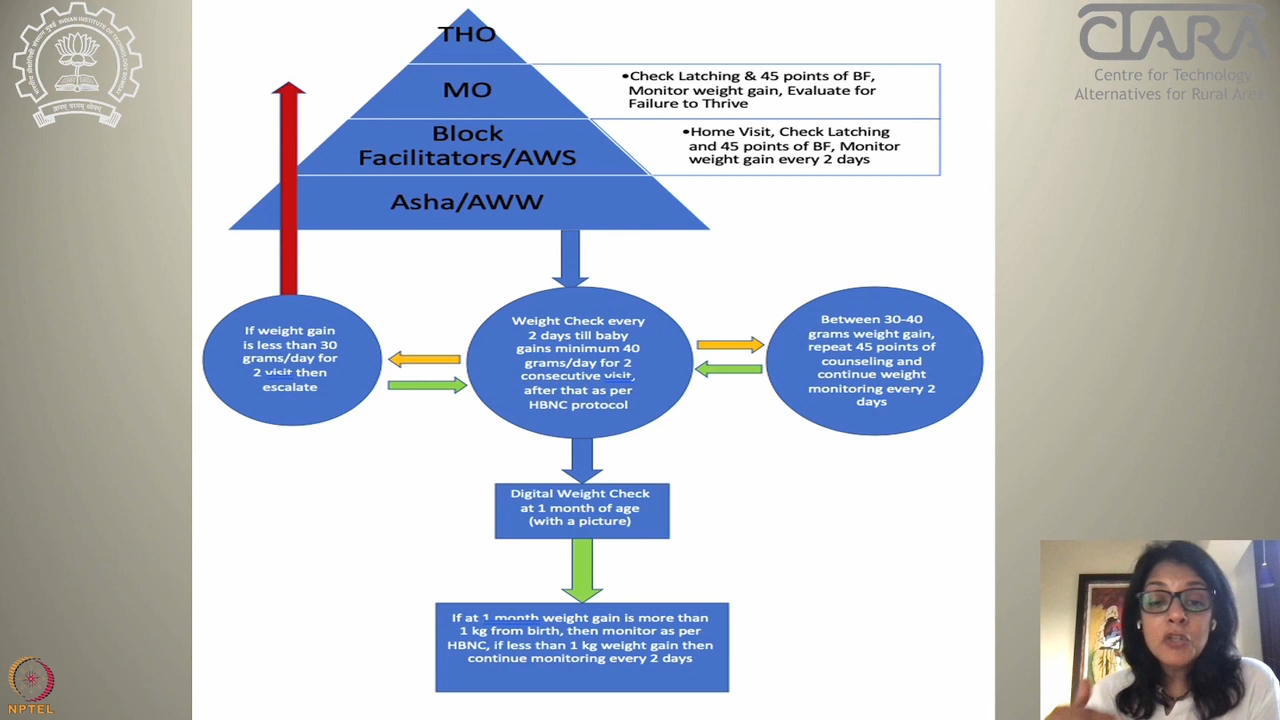 THO
MO
•Check Latching & 45 points of BF,
Monitor weight gain, Evaluate for
Failure to Thrive
Block
Facilitators/AWS
•Home Visit, Check Latching
and 45 points of BF, Monitor
weight gain every 2 days
Asha/AWW
If weight gain
is less than 30
grams/day for
2 visit then
escalate
Weight Check every
2 days till baby
gains minimum 40
grams/day for 2
consecutive visit,
after that as per
HBNC protocol
Between 30-40
grams weight gain,
repeat 45 points of
counseling and
continue weight
monitoring every 2
days
Digital Weight Check
at 1 month of age
(with a picture)
If at 1 month weight gain is more than
1 kg from birth, then monitor as per
HBNC, if less than 1 kg weight gain then
continue monitoring every 2 days
CTARA
Centre for Technology
Alternatives for Rural Areas
NPTEL